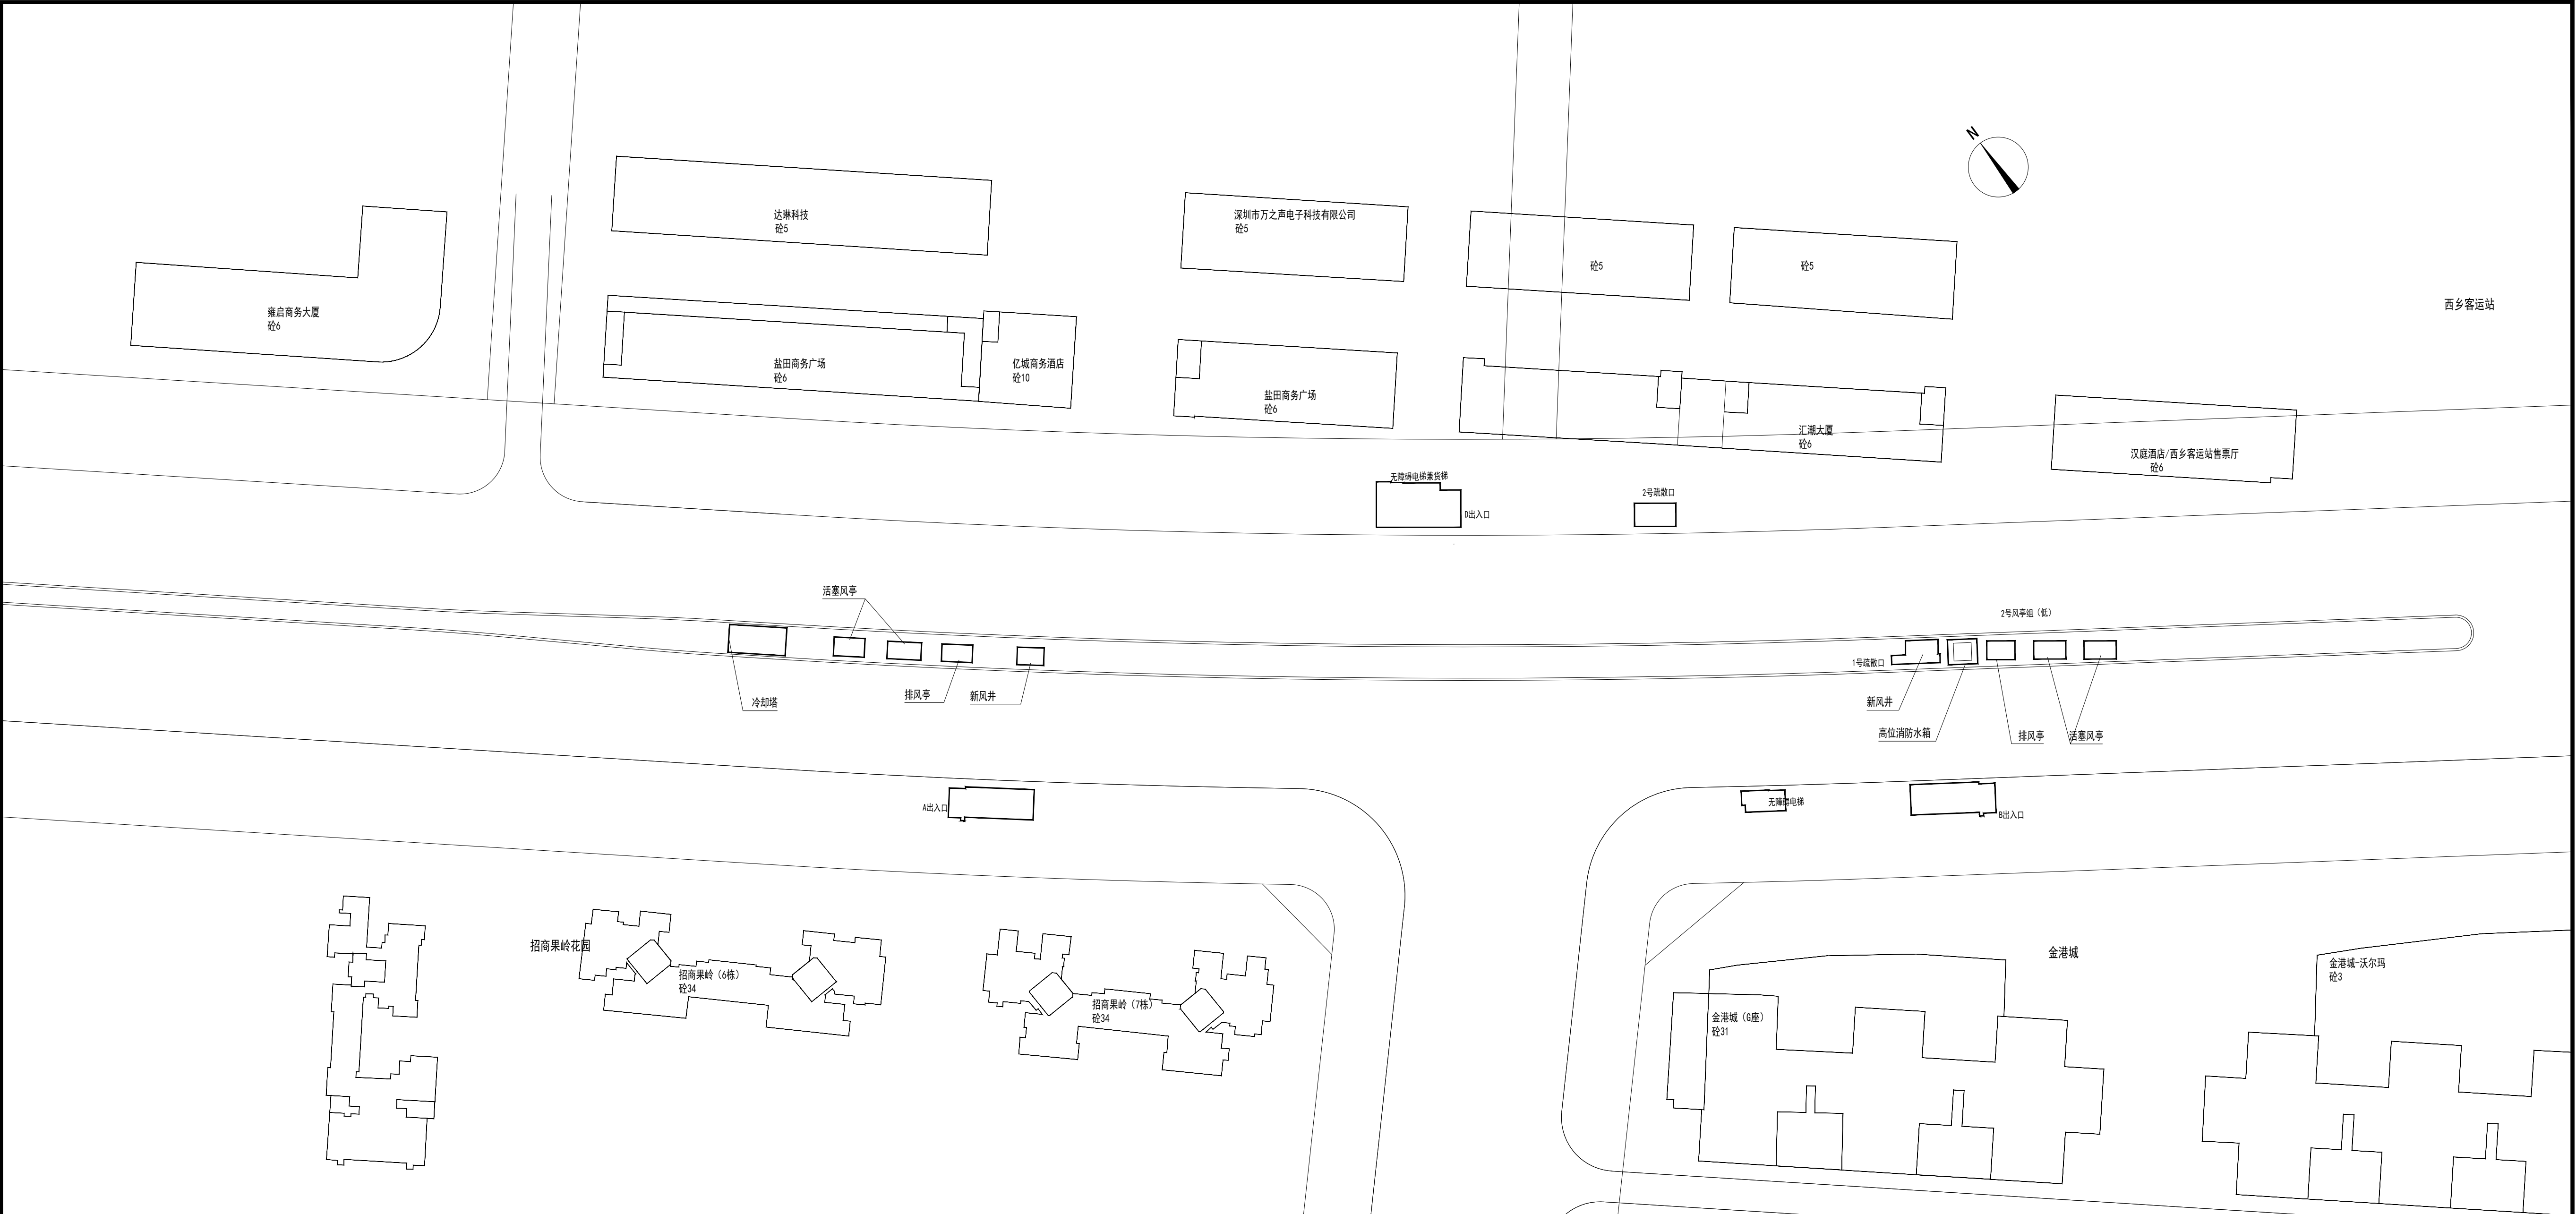 N
达琳科技
砼5
深圳市万之声电子科技有限公司
砼5
砼5
砼5
西乡客运站
雍启商务大厦
砼6
盐田商务广场
砼6
亿城商务酒店
砼10
盐田商务广场
砼6
汇潮大厦
砼6
汉庭酒店/西乡客运站售票厅
砼6
无障碍电梯兼货梯
D出入口
2号疏散口
活塞风亭
2号风亭组（低）
1号疏散口
冷却塔
排风亭
新风井
新风井
高位消防水箱
排风亭
活塞风亭
A出入口
无障碍电梯
B出入口
招商果岭花园
招商果岭（6栋）
砼34
招商果岭（7栋）
砼34
金港城
金港城-沃尔玛
砼3
金港城（G座）
砼31